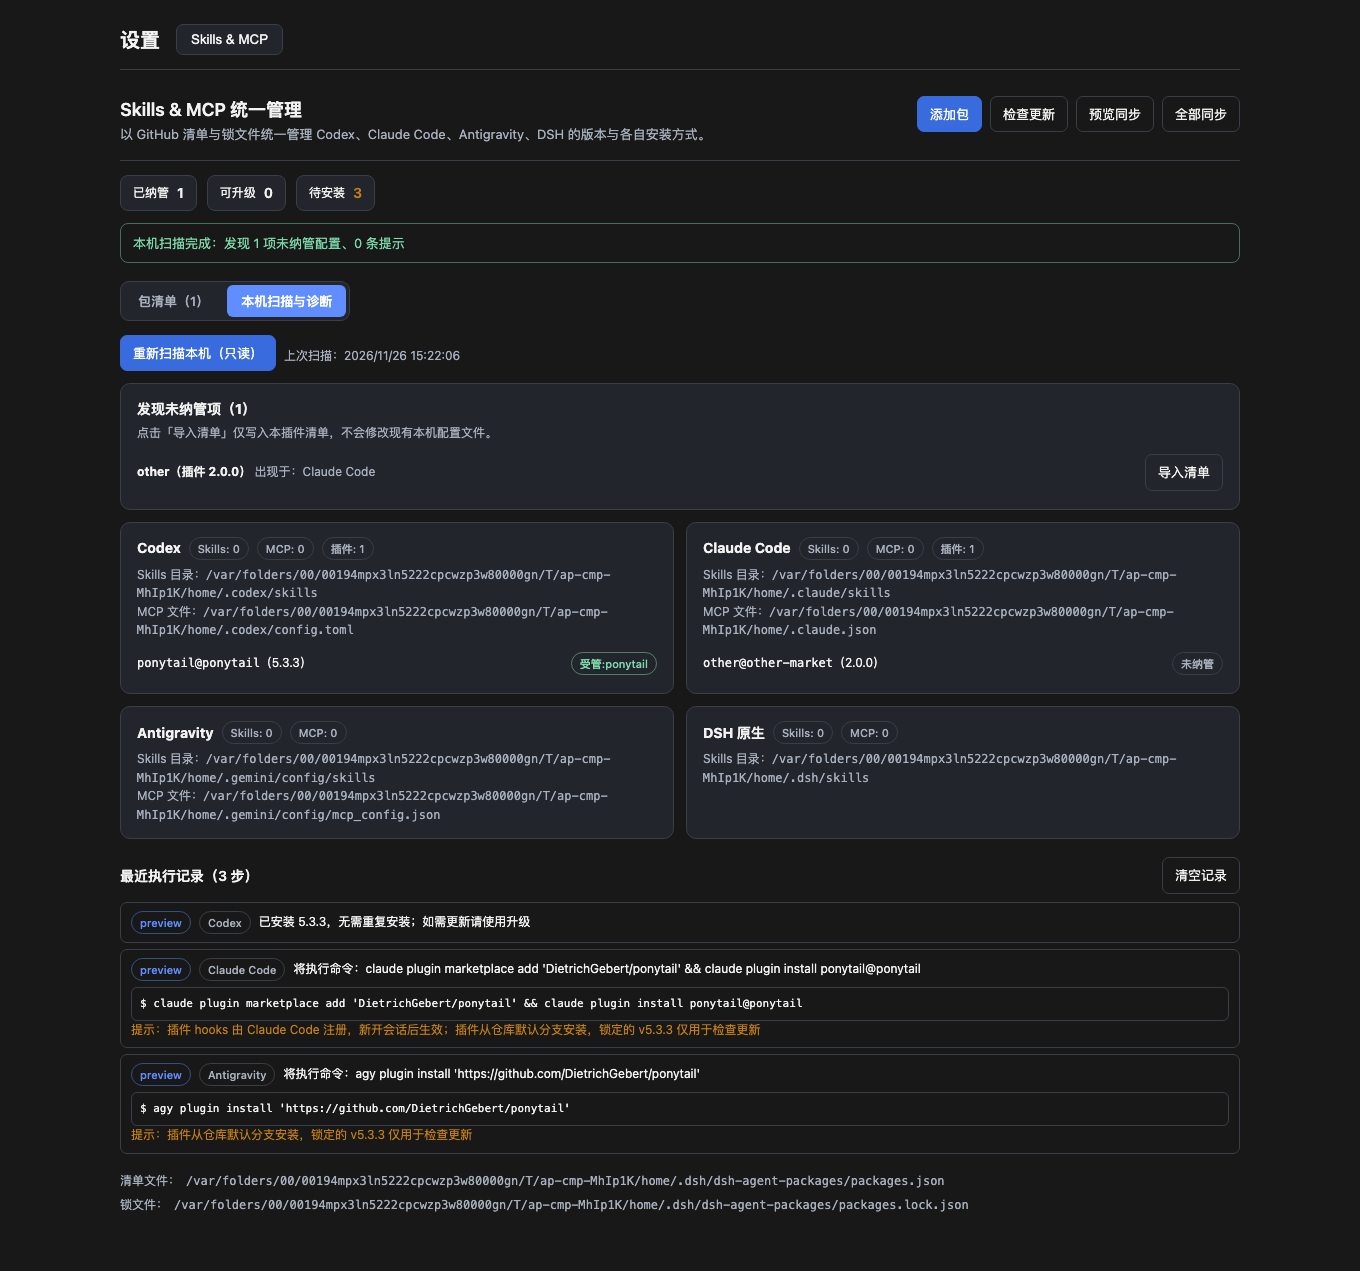 设置
Skills & MCP
Skills & MCP 统一管理
以 GitHub 清单与锁文件统一管理 Codex、Claude Code、Antigravity、DSH 的版本与各自安装方式。
添加包
检查更新
预览同步
全部同步
已纳管 1
可升级 0
待安装 3
本机扫描完成：发现 1 项未纳管配置、0 条提示
包清单（1）
本机扫描与诊断
重新扫描本机（只读）
上次扫描：2026/11/26 15:22:06
发现未纳管项（1）
点击「导入清单」仅写入本插件清单，不会修改现有本机配置文件。
other（插件 2.0.0） 出现于：Claude Code
导入清单
Codex Skills: 0 MCP: 0 插件: 1
Skills 目录：/var/folders/00/00194mpx3ln5222cpcwzp3w80000gn/T/ap-cmp-
MhIp1K/home/.codex/skills
MCP 文件：/var/folders/00/00194mpx3ln5222cpcwzp3w80000gn/T/ap-cmp-
MhIp1K/home/.codex/config.toml
ponytail@ponytail（5.3.3）
受管:ponytail
Claude Code Skills: 0 MCP: 0 插件: 1
Skills 目录：/var/folders/00/00194mpx3ln5222cpcwzp3w80000gn/T/ap-cmp-
MhIp1K/home/.claude/skills
MCP 文件：/var/folders/00/00194mpx3ln5222cpcwzp3w80000gn/T/ap-cmp-
MhIp1K/home/.claude.json
other@other-market（2.0.0）
未纳管
Antigravity Skills: 0 MCP: 0
Skills 目录：/var/folders/00/00194mpx3ln5222cpcwzp3w80000gn/T/ap-cmp-
MhIp1K/home/.gemini/config/skills
MCP 文件：/var/folders/00/00194mpx3ln5222cpcwzp3w80000gn/T/ap-cmp-
MhIp1K/home/.gemini/config/mcp_config.json
DSH 原生 Skills: 0 MCP: 0
Skills 目录：/var/folders/00/00194mpx3ln5222cpcwzp3w80000gn/T/ap-cmp-
MhIp1K/home/.dsh/skills
最近执行记录（3 步）
清空记录
preview Codex 已安装 5.3.3，无需重复安装；如需更新请使用升级
preview Claude Code 将执行命令：claude plugin marketplace add 'DietrichGebert/ponytail' && claude plugin install ponytail@ponytail
$ claude plugin marketplace add 'DietrichGebert/ponytail' && claude plugin install ponytail@ponytail
提示：插件 hooks 由 Claude Code 注册，新开会话后生效；插件从仓库默认分支安装，锁定的 v5.3.3 仅用于检查更新
preview Antigravity 将执行命令：agy plugin install 'https://github.com/DietrichGebert/ponytail'
$ agy plugin install 'https://github.com/DietrichGebert/ponytail'
提示：插件从仓库默认分支安装，锁定的 v5.3.3 仅用于检查更新
清单文件： /var/folders/00/00194mpx3ln5222cpcwzp3w80000gn/T/ap-cmp-MhIp1K/home/.dsh/dsh-agent-packages/packages.json
锁文件： /var/folders/00/00194mpx3ln5222cpcwzp3w80000gn/T/ap-cmp-MhIp1K/home/.dsh/dsh-agent-packages/packages.lock.json